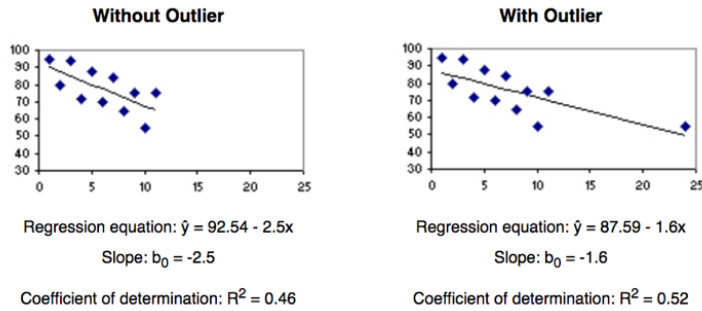 Without Outlier
100
90
80
70
60
50
40
30
0 5 10 15 20 25
Regression equation: ŷ = 92.54 - 2.5x
Slope: b₀ = -2.5
Coefficient of determination: R² = 0.46
With Outlier
100
90
80
70
60
50
40
30
0 5 10 15 20 25
Regression equation: ŷ = 87.59 - 1.6x
Slope: b₀ = -1.6
Coefficient of determination: R² = 0.52